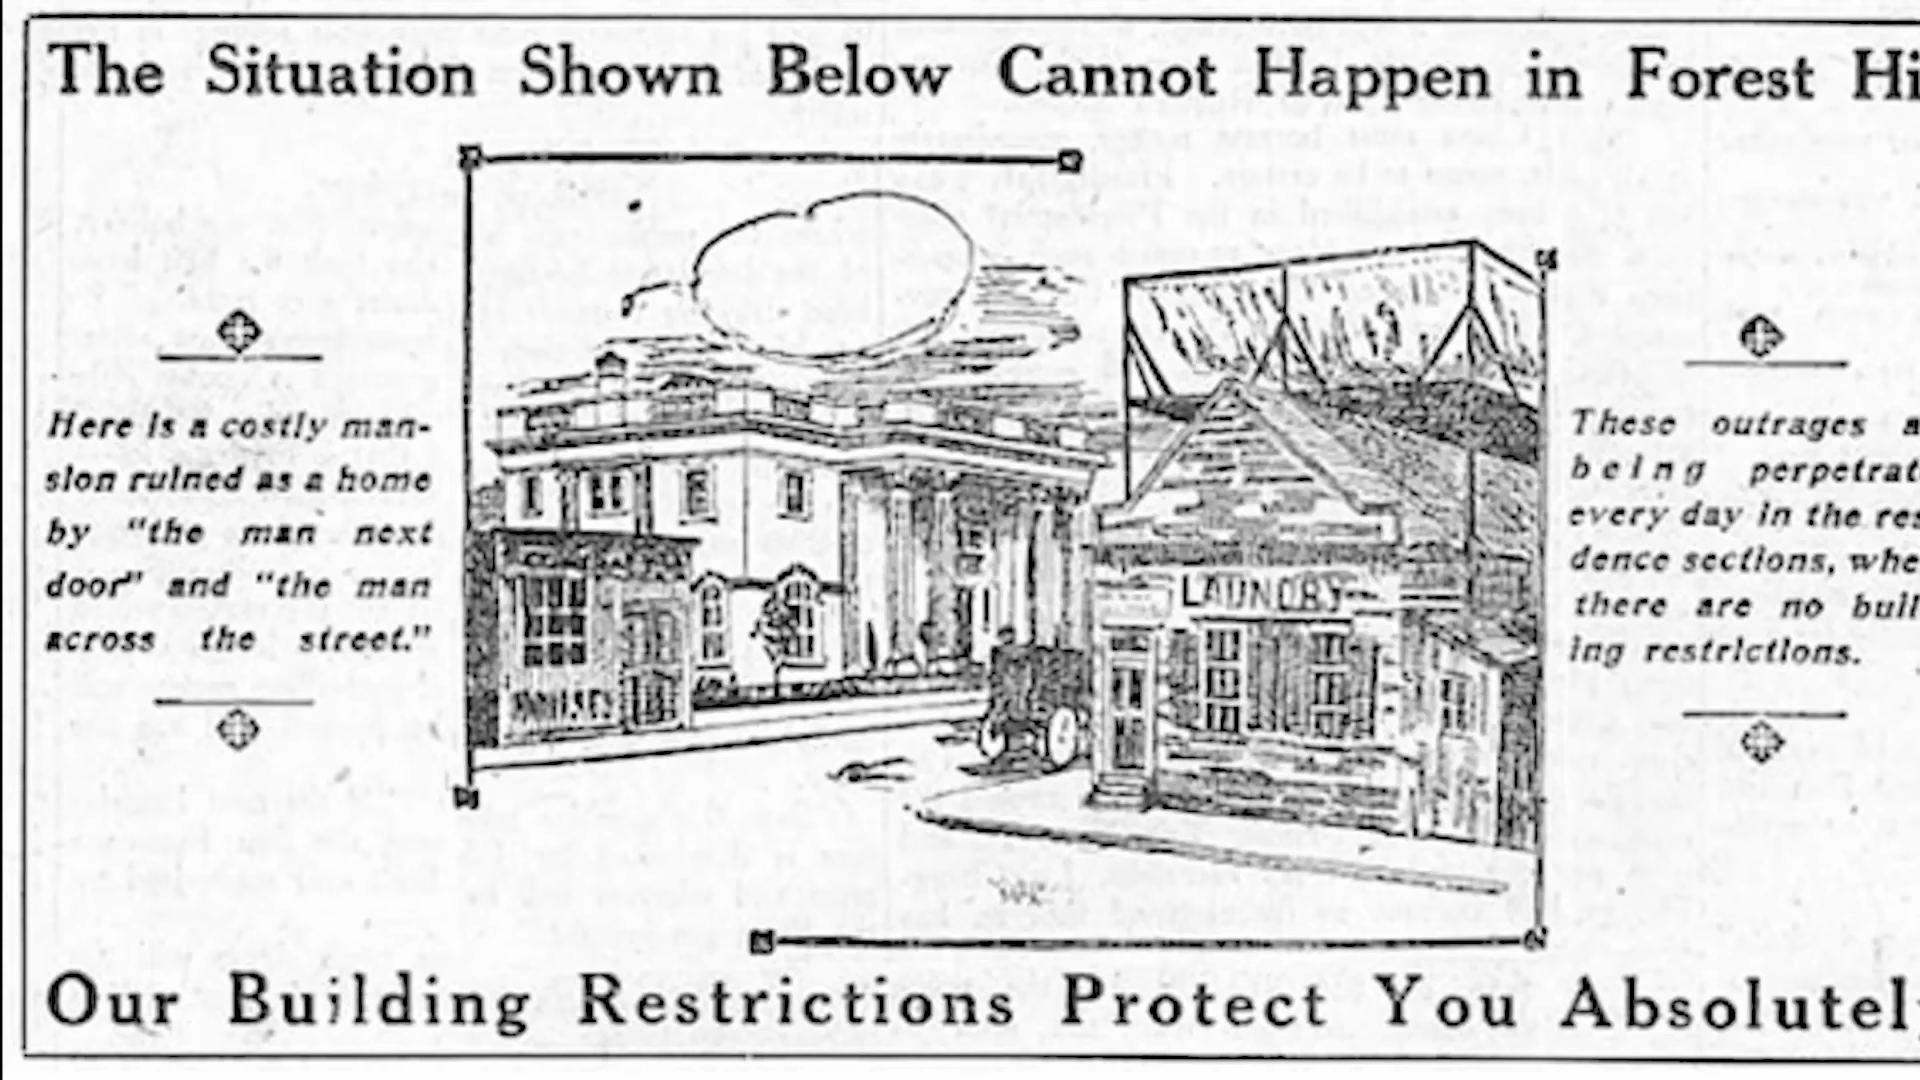 The Situation Shown Below Cannot Happen in Forest Hi
Here is a costly man-
sion ruined as a home
by "the man next
door" and "the man
across the street."
LAUNDRY
These outrages a
being perpetrat
every day in the res
dence sections, whe
there are no buil
ing restrictions.
Our Building Restrictions Protect You Absolutely